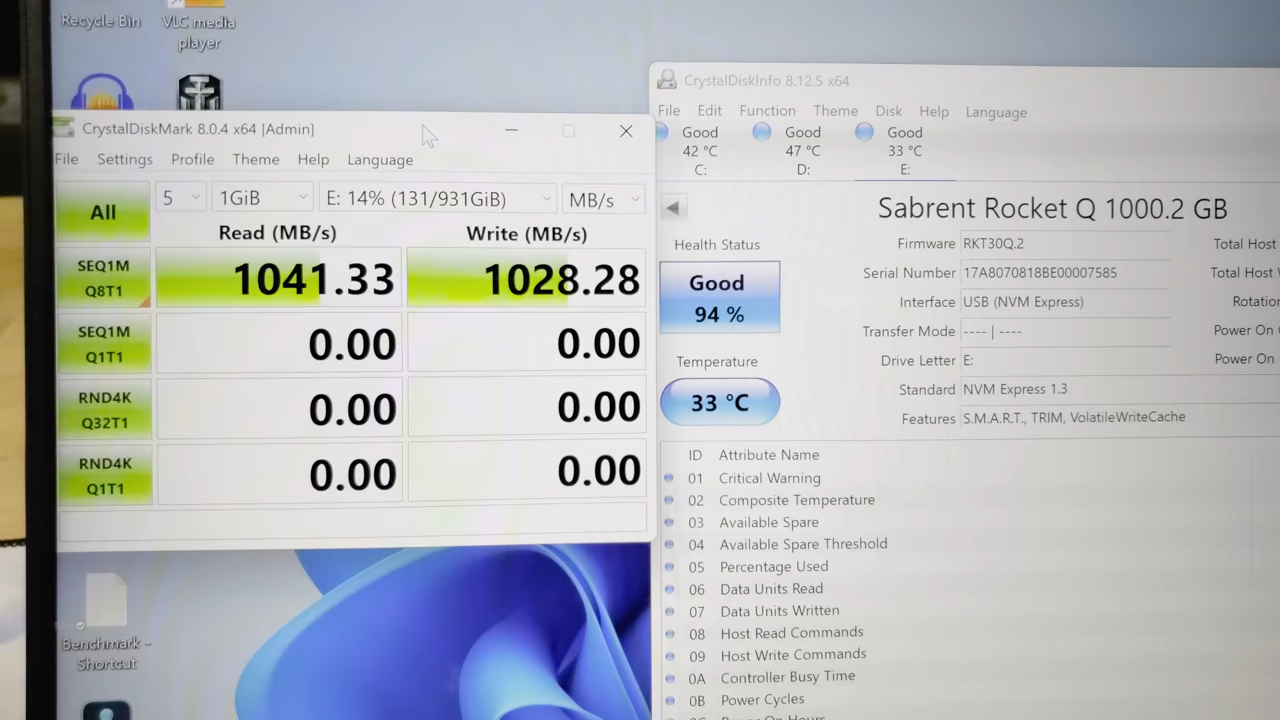 Recycle Bin
VLC media
player
CrystalDiskMark 8.0.4 x64 [Admin]
File Settings Profile Theme Help Language
All
5
1GiB
E: 14% (131/931GiB)
MB/s
Read (MB/s)
Write (MB/s)
SEQ1M
Q8T1
1041.33
1028.28
SEQ1M
Q1T1
0.00
0.00
RND4K
Q32T1
0.00
0.00
RND4K
Q1T1
0.00
0.00
Benchmark -
Shortcut
CrystalDiskInfo 8.12.5 x64
File Edit Function Theme Disk Help Language
Good
42 °C
C:
Good
47 °C
D:
Good
33 °C
E:
Sabrent Rocket Q 1000.2 GB
Health Status
Good
94 %
Temperature
33 °C
Firmware RKT30Q.2
Total Host
Serial Number 17A8070818BE00007585
Total Host
Interface USB (NVM Express)
Rotation
Transfer Mode ---- | ----
Power On
Drive Letter E:
Power On
Standard NVM Express 1.3
Features S.M.A.R.T., TRIM, VolatileWriteCache
ID Attribute Name
01 Critical Warning
02 Composite Temperature
03 Available Spare
04 Available Spare Threshold
05 Percentage Used
06 Data Units Read
07 Data Units Written
08 Host Read Commands
09 Host Write Commands
0A Controller Busy Time
0B Power Cycles
Power On Hours